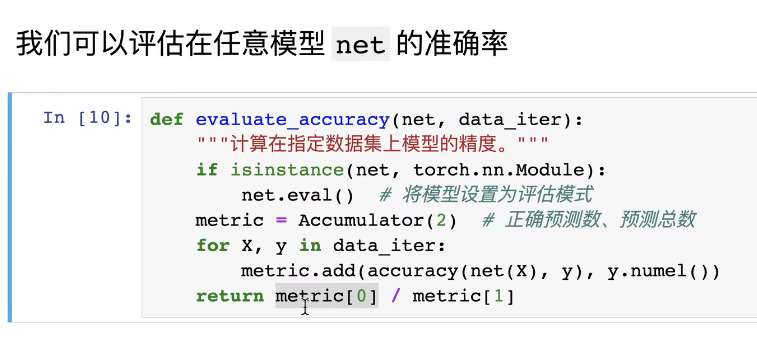 我们可以评估在任意模型 net 的准确率
In [10]: def evaluate_accuracy(net, data_iter):
"""计算在指定数据集上模型的精度。"""
if isinstance(net, torch.nn.Module):
net.eval()  # 将模型设置为评估模式
metric = Accumulator(2)  # 正确预测数、预测总数
for X, y in data_iter:
metric.add(accuracy(net(X), y), y.numel())
return metric[0] / metric[1]